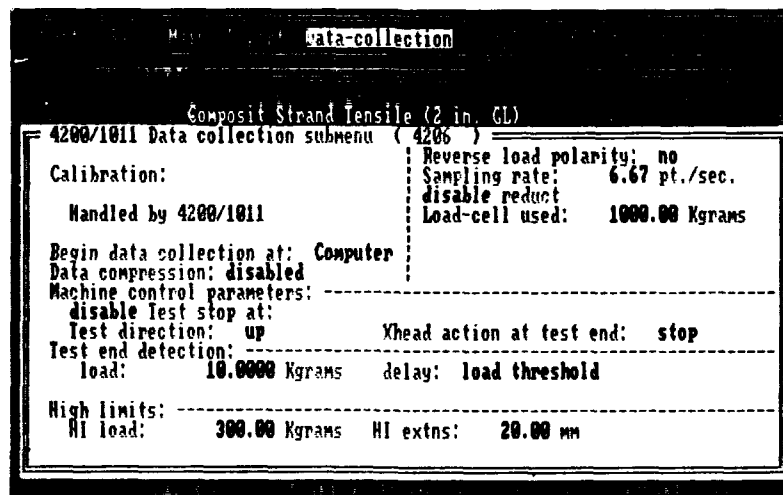 Data-collection
Composit Strand Tensile (2 in. GL)
4200/1011 Data collection submenu ( 4206 )
Reverse load polarity: no
Calibration: Sampling rate: 6.67 pt./sec.
disable reduct
Handled by 4200/1011 Load-cell used: 1000.00 Kgrams
Begin data collection at: Computer
Data compression: disabled
Machine control parameters:
disable Test stop at:
Test direction: up Xhead action at test end: stop
Test end detection:
load: 10.0000 Kgrams delay: load threshold
High limits:
HI load: 300.00 Kgrams HI extns: 20.00 mm